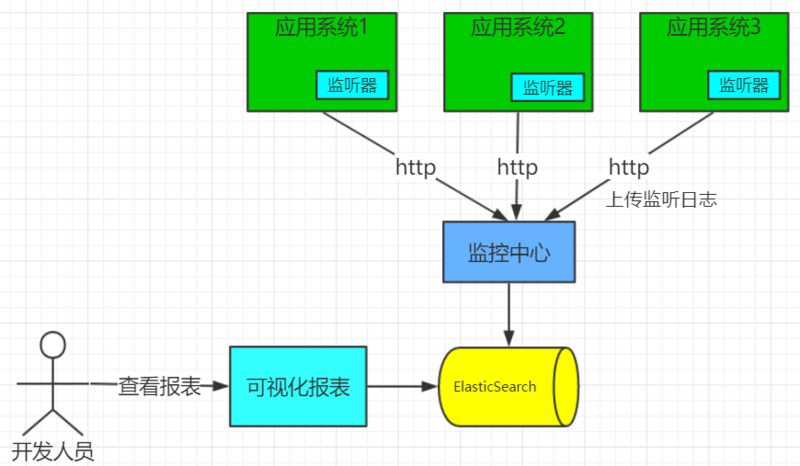 应用系统1
应用系统2
应用系统3
监听器
监听器
监听器
http
http
http
上传监听日志
监控中心
查看报表
可视化报表
ElasticSearch
开发人员